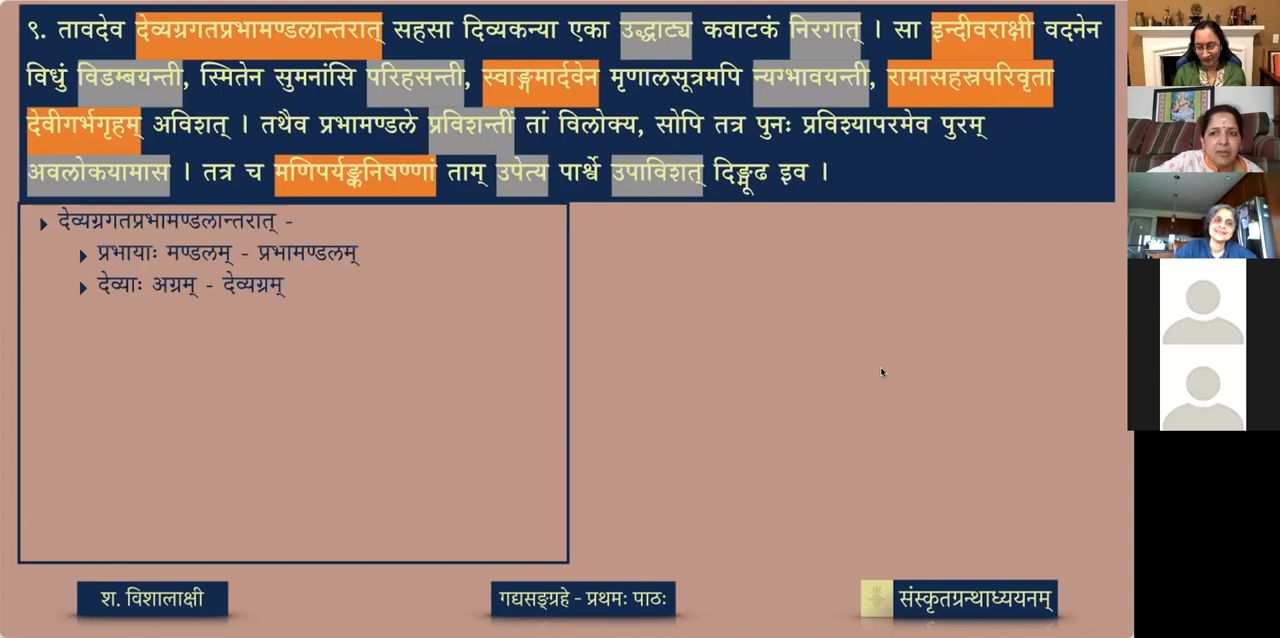 ९. तावदेव देव्यग्रगतप्रभामण्डलान्तरात् सहसा दिव्यकन्या एका उद्घाट्य कवाटकं निरगात् । सा इन्दीवराक्षी वदनेन
विधुं विडम्बयन्ती, स्मितेन सुमनांसि परिहसन्ती, स्वाङ्गमार्दवेन मृणालसूत्रमपि न्यग्भावयन्ती, रामासहस्रपरिवृता
देवीगर्भगृहम् अविशत् । तथैव प्रभामण्डले प्रविशन्तीं तां विलोक्य, सोपि तत्र पुनः प्रविश्यापरमेव पुरम्
अवलोकयामास । तत्र च मणिपर्यङ्कनिषण्णां ताम् उपेत्य पार्श्वे उपाविशत् दिङ्मूढ इव ।
देव्यग्रगतप्रभामण्डलान्तरात् -
प्रभायाः मण्डलम् - प्रभामण्डलम्
देव्याः अग्रम् - देव्यग्रम्
श. विशालाक्षी
गद्यसङ्ग्रहे - प्रथमः पाठः
संस्कृतग्रन्थाध्ययनम्